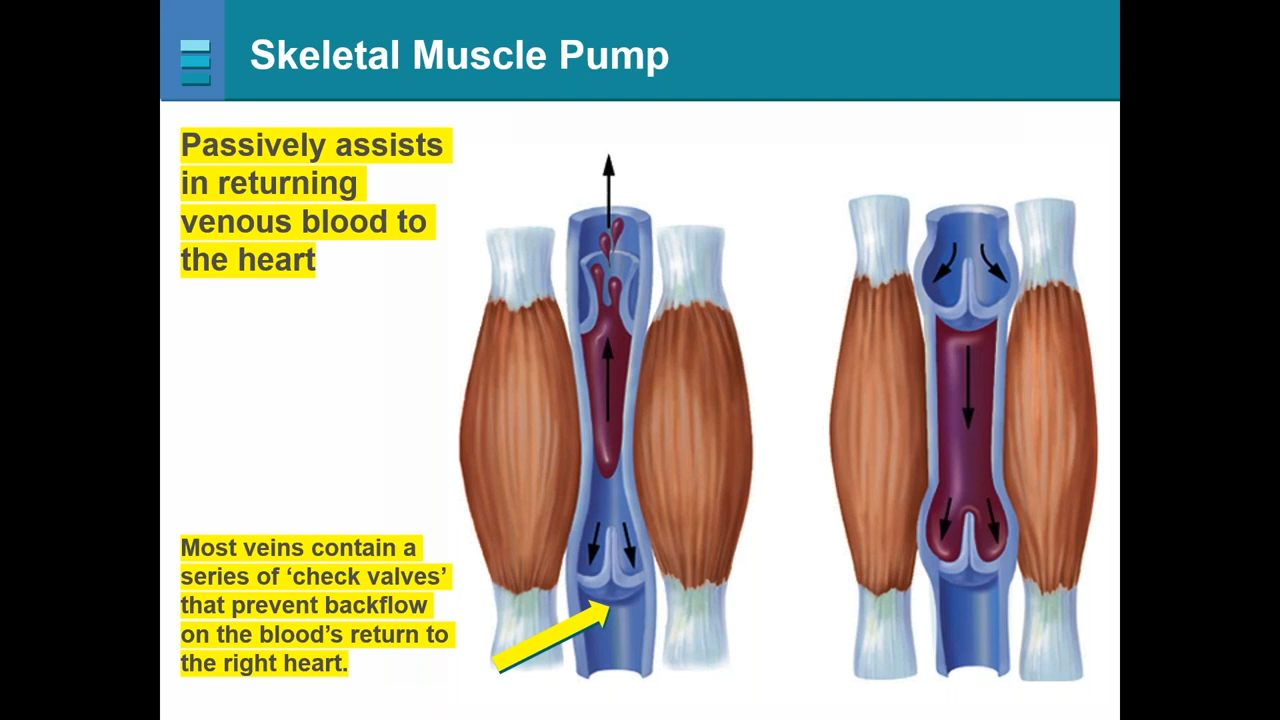 Skeletal Muscle Pump
Passively assists
in returning
venous blood to
the heart
Most veins contain a
series of ‘check valves’
that prevent backflow
on the blood’s return to
the right heart.